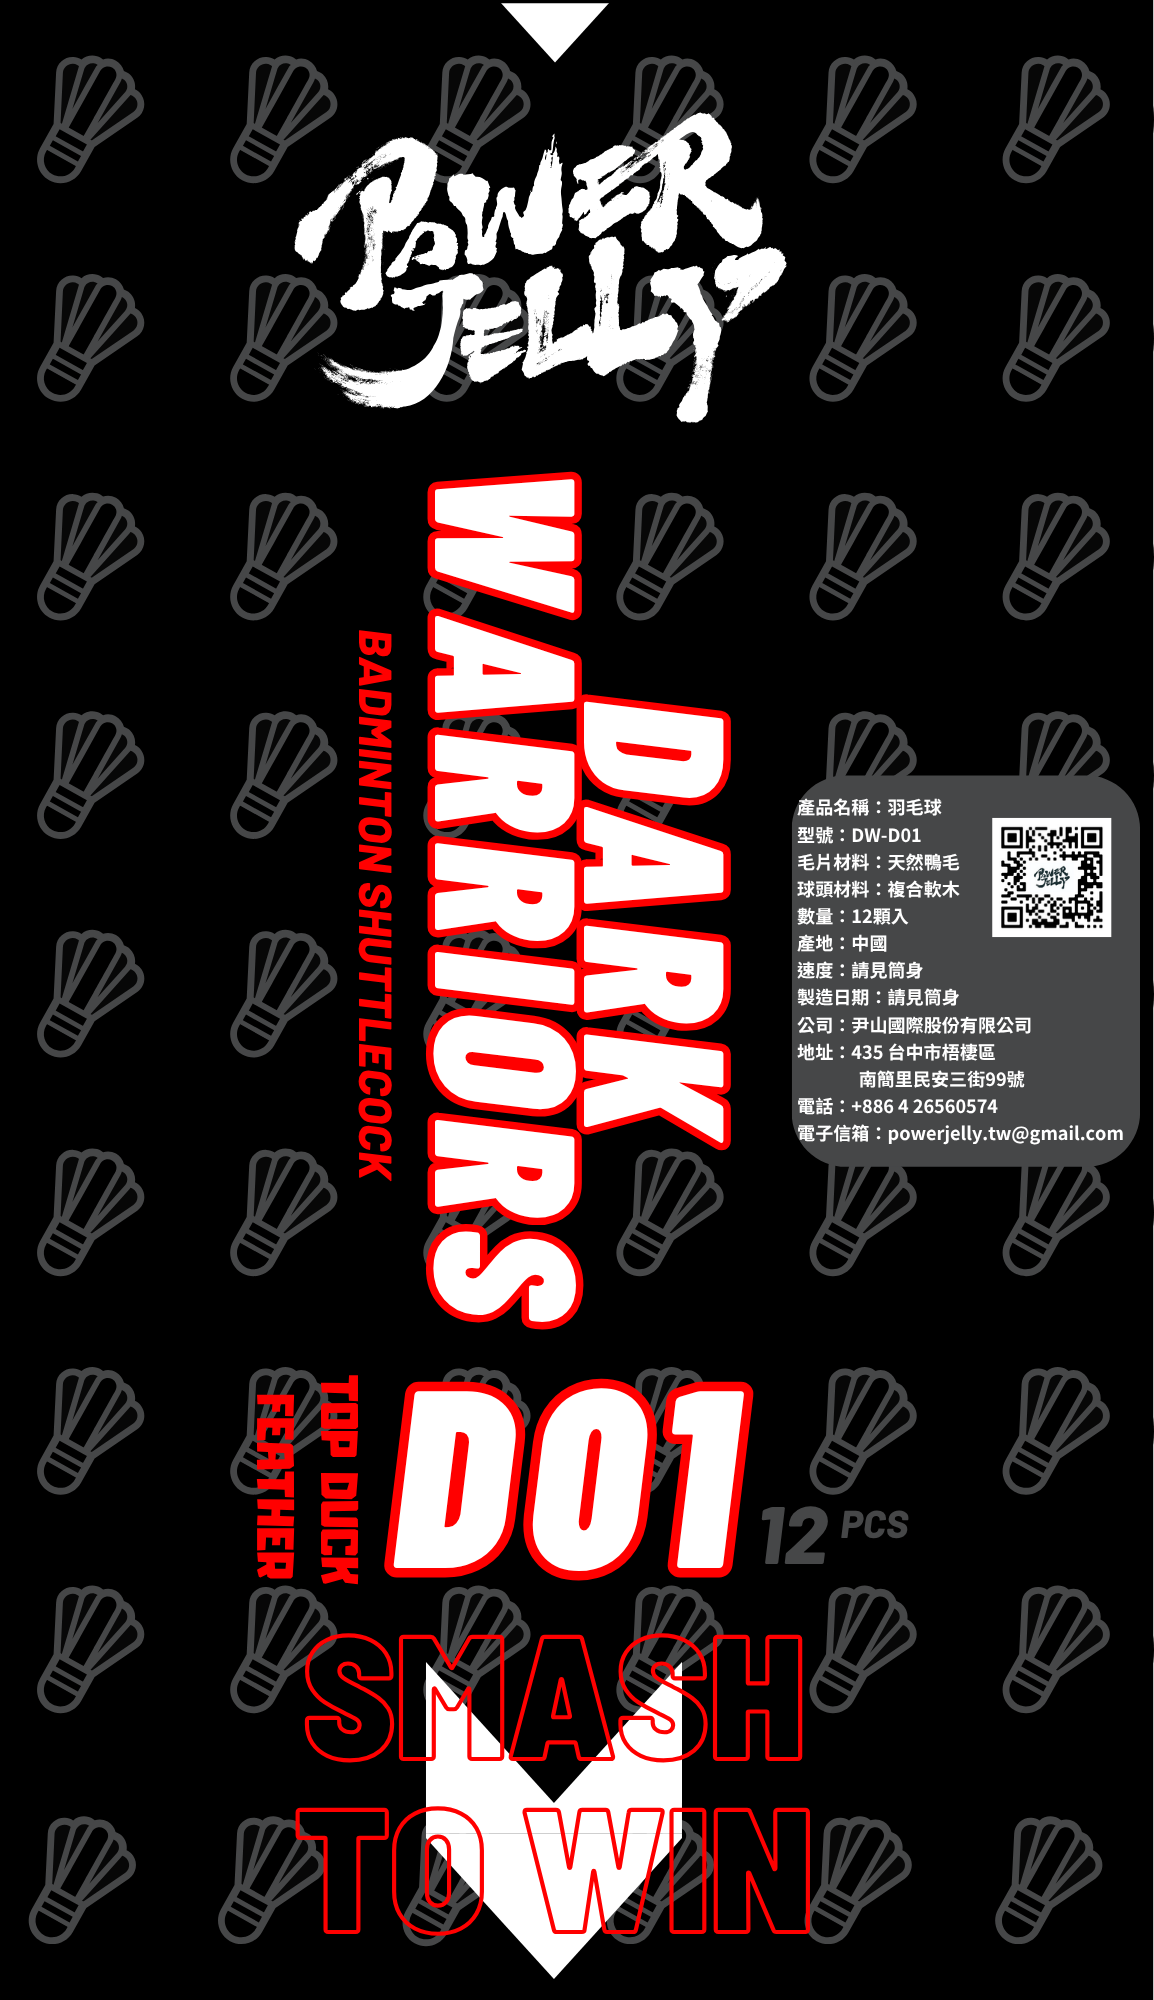 POWER
JELLY
DARK
WARRIORS
BADMINTON SHUTTLECOCK
產品名稱：羽毛球
型號：DW-D01
毛片材料：天然鴨毛
球頭材料：複合軟木
數量：12顆入
產地：中國
速度：請見筒身
製造日期：請見筒身
公司：尹山國際股份有限公司
地址：435 台中市梧棲區
南簡里民安三街99號
電話：+886 4 26560574
電子信箱：powerjelly.tw@gmail.com
POWER
JELLY
TOP DUCK
FEATHER
D01
12 PCS
SMASH
TO WIN